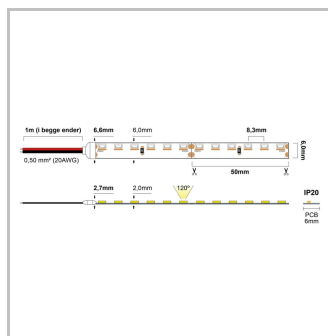 1m (i begge ender)
6,6mm
6,0mm
8,3mm
6,0mm
0,50 mm² (20AWG)
50mm
2,7mm
2,0mm
120°
IP20
PCB
6mm